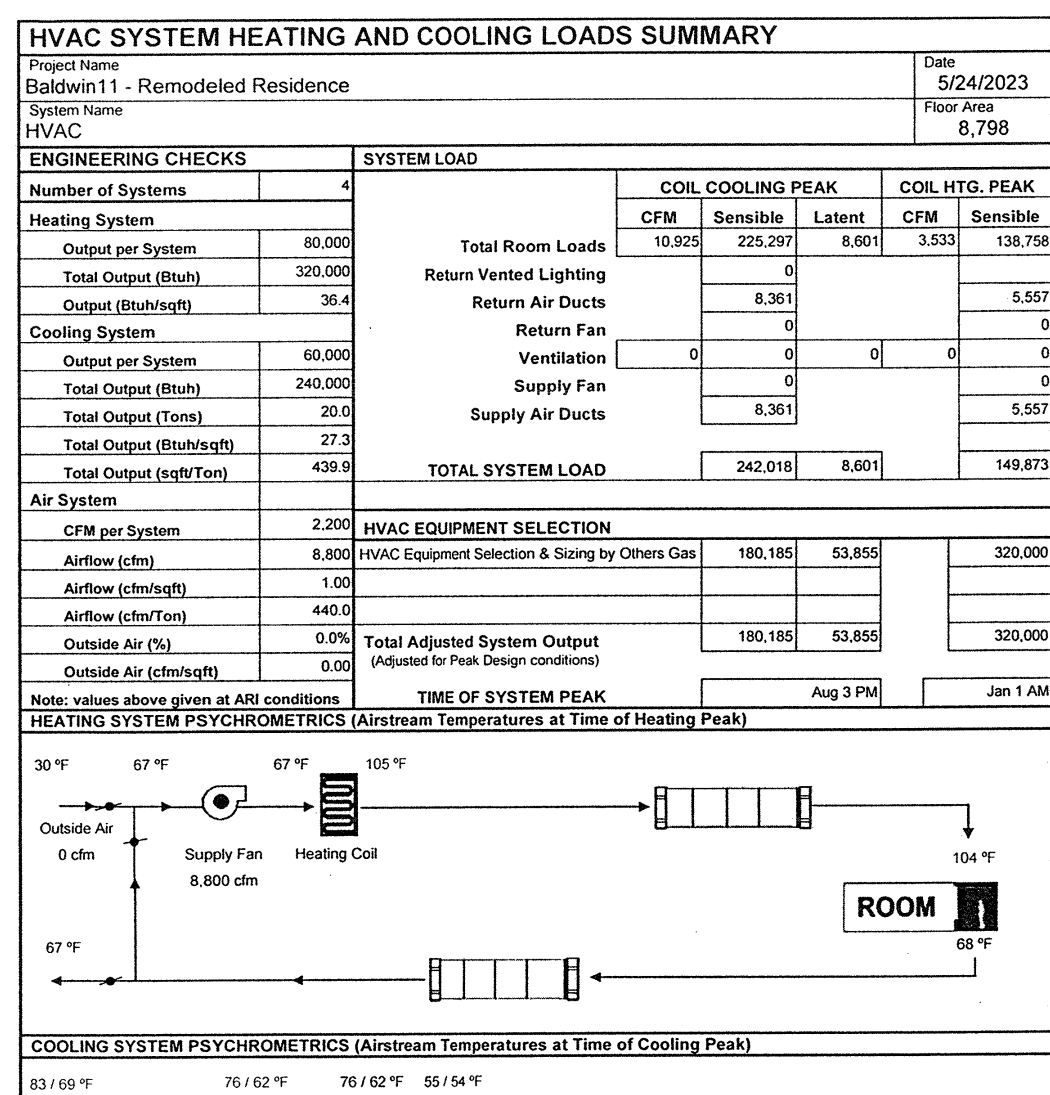 HVAC SYSTEM HEATING AND COOLING LOADS SUMMARY
Project Name
Baldwin11 - Remodeled Residence
Date
5/24/2023
System Name
HVAC
Floor Area
8,798
ENGINEERING CHECKS
Number of Systems 4
Heating System
Output per System 80,000
Total Output (Btuh) 320,000
Output (Btuh/sqft) 36.4
Cooling System
Output per System 60,000
Total Output (Btuh) 240,000
Total Output (Tons) 20.0
Total Output (Btuh/sqft) 27.3
Total Output (sqft/Ton) 439.9
Air System
CFM per System 2,200
Airflow (cfm) 8,800
Airflow (cfm/sqft) 1.00
Airflow (cfm/Ton) 440.0
Outside Air (%) 0.0%
Outside Air (cfm/sqft) 0.00
Note: values above given at ARI conditions
SYSTEM LOAD
COIL COOLING PEAK COIL HTG. PEAK
CFM Sensible Latent CFM Sensible
Total Room Loads 10,925 225,297 8,601 3.533 138,758
Return Vented Lighting 0
Return Air Ducts 8,361 5,557
Return Fan 0 0
Ventilation 0 0 0 0 0
Supply Fan 0 0
Supply Air Ducts 8,361 5,557
TOTAL SYSTEM LOAD 242,018 8,601 149,873
HVAC EQUIPMENT SELECTION
HVAC Equipment Selection & Sizing by Others Gas 180,185 53,855 320,000
Total Adjusted System Output 180,185 53,855 320,000
(Adjusted for Peak Design conditions)
TIME OF SYSTEM PEAK Aug 3 PM Jan 1 AM
HEATING SYSTEM PSYCHROMETRICS (Airstream Temperatures at Time of Heating Peak)
30 ºF 67 ºF 67 ºF 105 ºF
Outside Air
0 cfm
Supply Fan
8,800 cfm
Heating Coil
104 ºF
ROOM
68 ºF
67 ºF
COOLING SYSTEM PSYCHROMETRICS (Airstream Temperatures at Time of Cooling Peak)
83 / 69 ºF 76 / 62 ºF 76 / 62 ºF 55 / 54 ºF